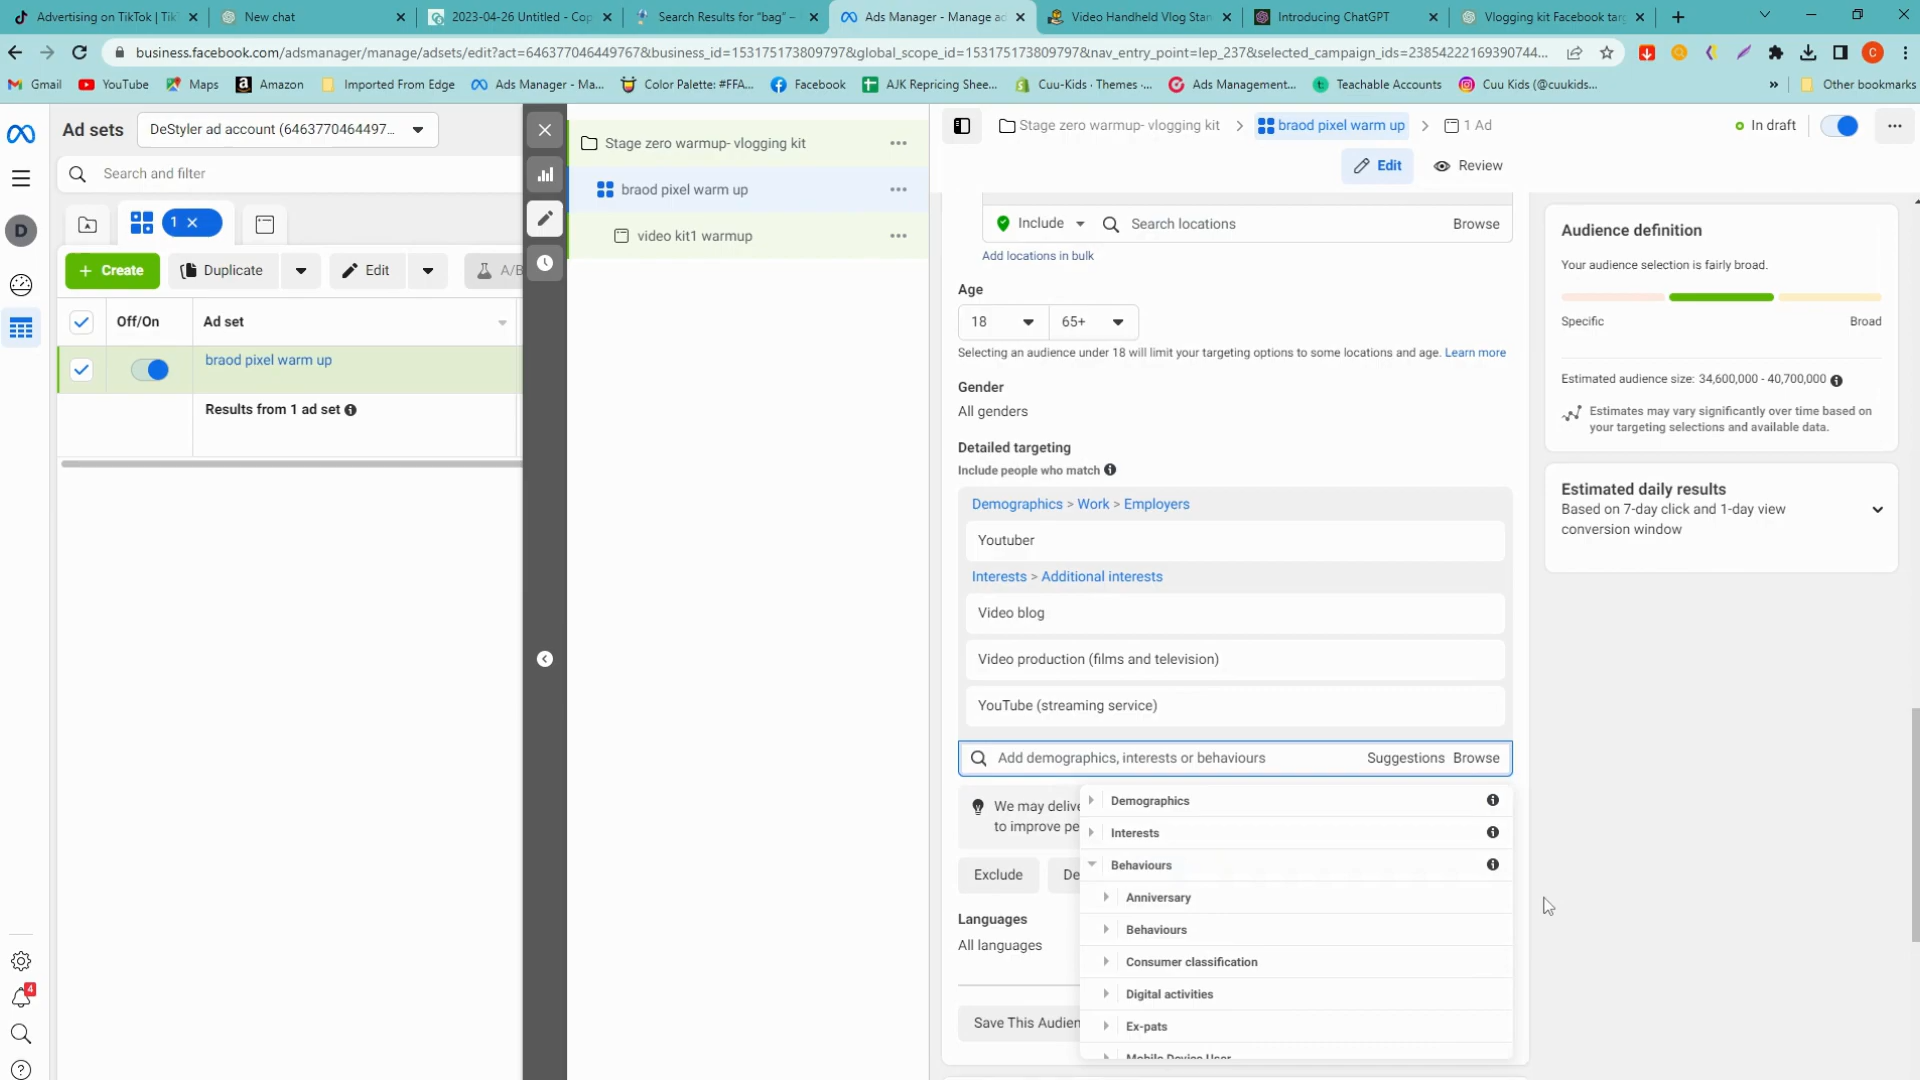 Advertising on TikTok | Tik
New chat
2023-04-26 Untitled - Cop
Search Results for "bag" –
Ads Manager - Manage ad
Video Handheld Vlog Stan
Introducing ChatGPT
Vlogging kit Facebook tar
business.facebook.com/adsmanager/manage/adsets/edit?act=646377046449767&business_id=153175173809797&global_scope_id=153175173809797&nav_entry_point=lep_237&selected_campaign_ids=23854222169390744...
C
Gmail
YouTube
Maps
Amazon
Imported From Edge
Ads Manager - Ma...
Color Palette: #FFA...
Facebook
AJK Repricing Shee...
Cuu-Kids · Themes ·...
Ads Management...
Teachable Accounts
Cuu Kids (@cuukids...
»
Other bookmarks
Ad sets
DeStyler ad account (6463770464497...
Search and filter
D
1
Create
Duplicate
Edit
A/B
Off/On
Ad set
braod pixel warm up
Results from 1 ad set
4
Stage zero warmup- vlogging kit
braod pixel warm up
video kit1 warmup
Stage zero warmup- vlogging kit
braod pixel warm up
1 Ad
In draft
Edit
Review
Include
Search locations
Browse
Add locations in bulk
Age
18
65+
Selecting an audience under 18 will limit your targeting options to some locations and age. Learn more
Gender
All genders
Detailed targeting
Include people who match
Demographics > Work > Employers
Youtuber
Interests > Additional interests
Video blog
Video production (films and television)
YouTube (streaming service)
Add demographics, interests or behaviours
Suggestions
Browse
We may delive
to improve pe
Exclude
De
Languages
All languages
Save This Audien
Demographics
Interests
Behaviours
Anniversary
Behaviours
Consumer classification
Digital activities
Ex-pats
Mobile Device User
Audience definition
Your audience selection is fairly broad.
Specific
Broad
Estimated audience size: 34,600,000 - 40,700,000
Estimates may vary significantly over time based on
your targeting selections and available data.
Estimated daily results
Based on 7-day click and 1-day view
conversion window